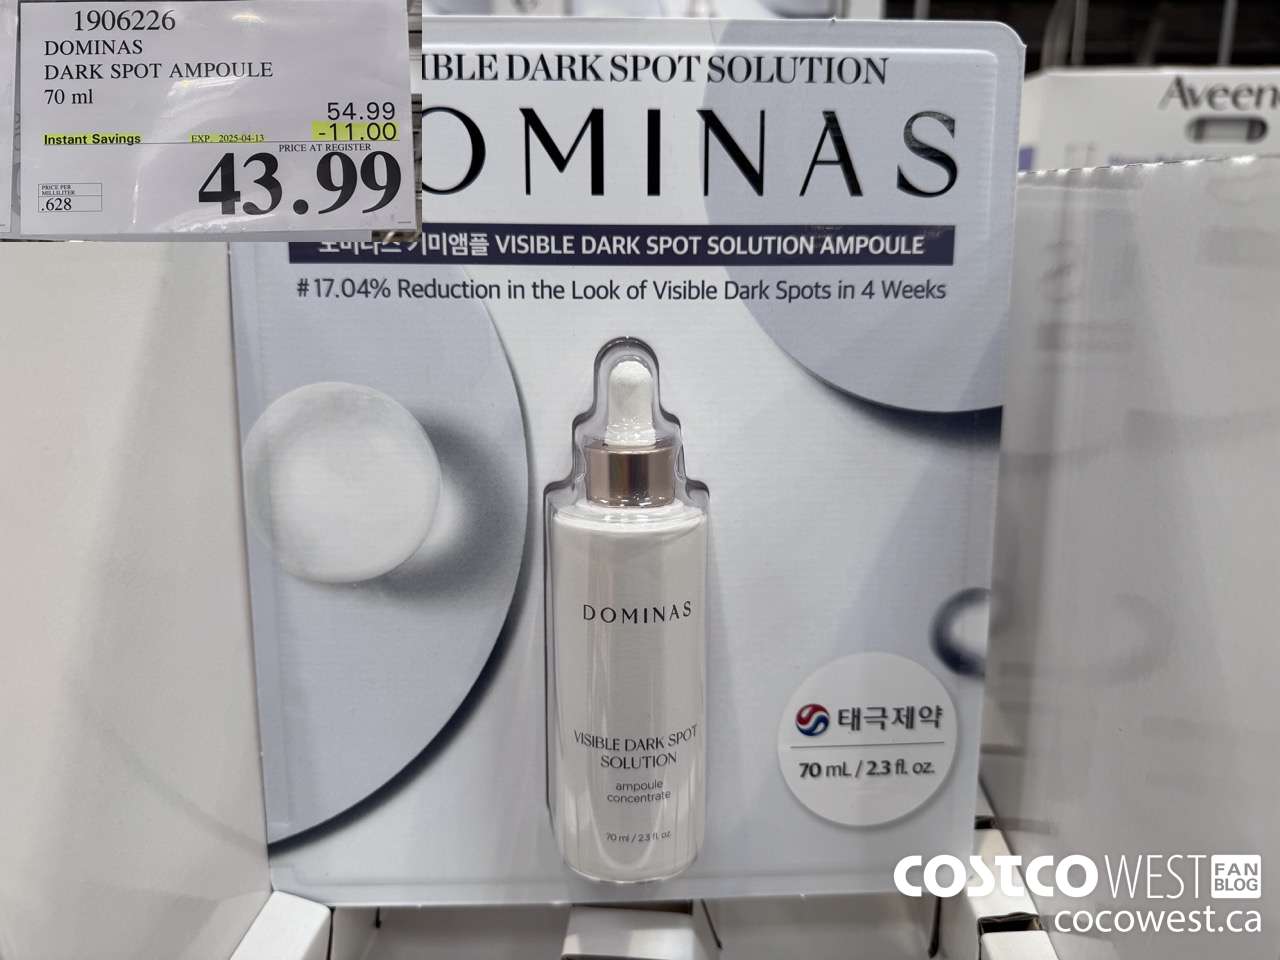 1906226
DOMINAS
DARK SPOT AMPOULE
70 ml
54.99
Instant Savings EXP. 2025-04-13 -11.00
PRICE AT REGISTER
43.99
PRICE PER
MILLILITER
.628
IBLE DARK SPOT SOLUTION
OMINAS
도미나스 기미앰플 VISIBLE DARK SPOT SOLUTION AMPOULE
#17.04% Reduction in the Look of Visible Dark Spots in 4 Weeks
Aveen
DOMINAS
VISIBLE DARK SPOT
SOLUTION
ampoule
concentrate
70 ml / 2.3 fl. oz.
태극제약
70 mL / 2.3 fl. oz.
COSTCO WEST FAN BLOG
cocowest.ca